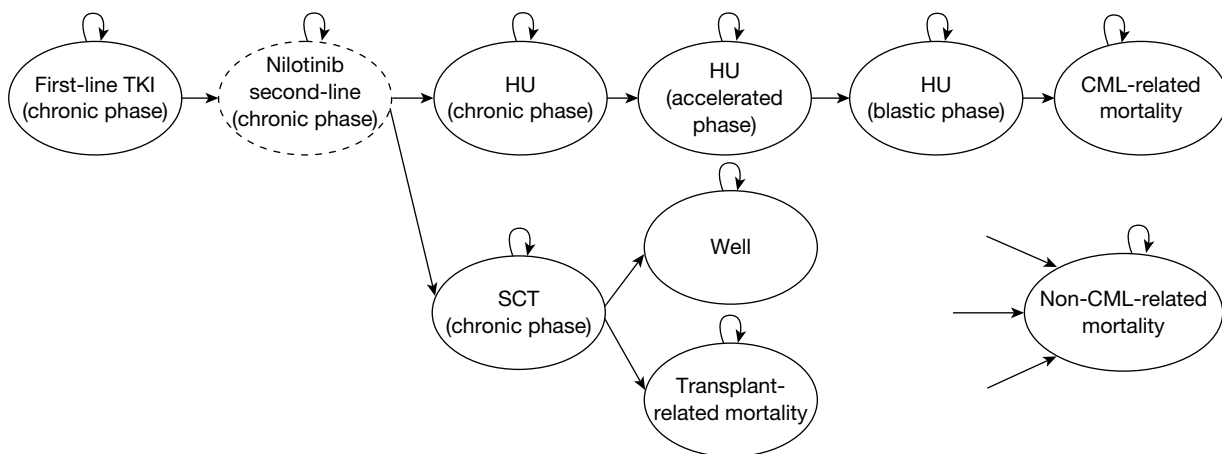 First-line TKI
(chronic phase)
Nilotinib
second-line
(chronic phase)
HU
(chronic phase)
HU
(accelerated
phase)
HU
(blastic phase)
CML-related
mortality
Well
SCT
(chronic phase)
Non-CML-related
mortality
Transplant-
related mortality